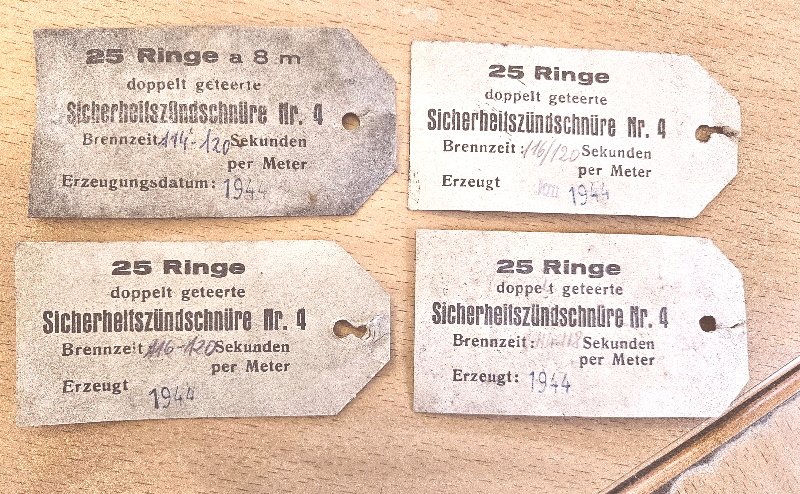 25 Ringe a 8 m
doppelt geteerte
Sicherheitszündschnüre Nr. 4
Brennzeit 114-120 Sekunden
per Meter
Erzeugungsdatum: 1944
25 Ringe
doppelt geteerte
Sicherheitszündschnüre Nr. 4
Brennzeit: 116/120 Sekunden
per Meter
Erzeugt 1944
25 Ringe
doppelt geteerte
Sicherheitszündschnüre Nr. 4
Brennzeit 116-120 Sekunden
per Meter
Erzeugt
1944
25 Ringe
doppe t geteerte
Sicherheitszündschnüre Nr. 4
Brennzeit: Sekunden
per Meter
Erzeugt: 1944